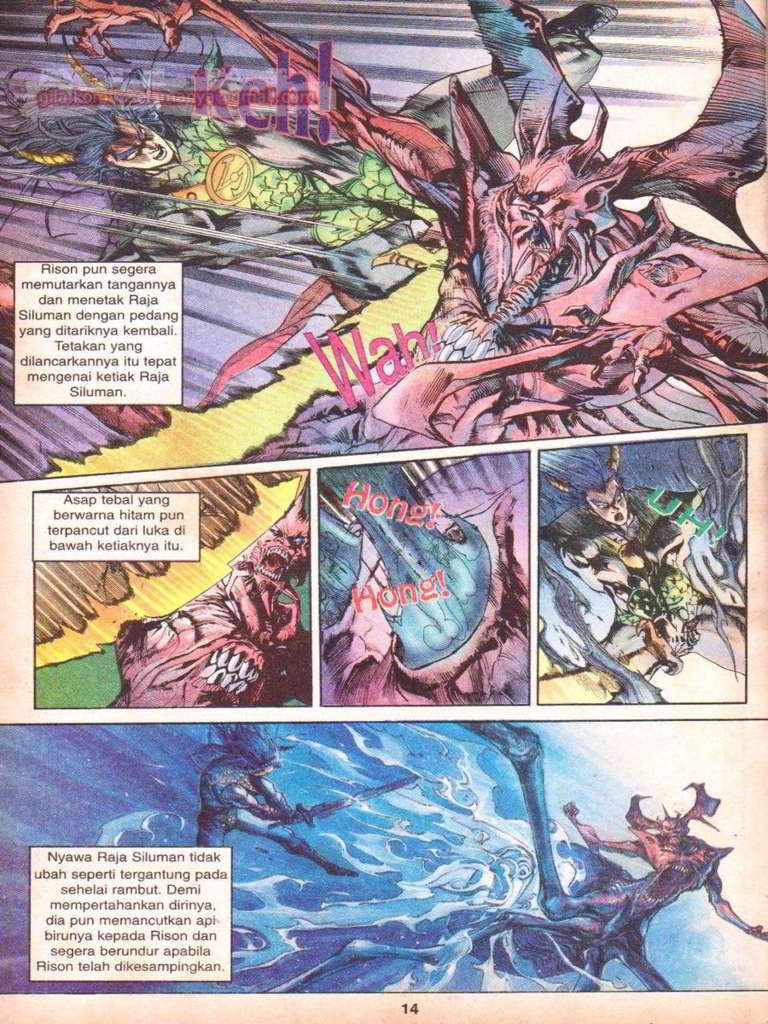 Keh!
Rison pun segera
memutarkan tangannya
dan menetak Raja
Siluman dengan pedang
yang ditariknya kembali.
Tetakan yang
dilancarkannya itu tepat
mengenai ketiak Raja
Siluman.
Wah!
Asap tebal yang
berwarna hitam pun
terpancut dari luka di
bawah ketiaknya itu.
Hong!
Hong!
UH!
Nyawa Raja Siluman tidak
ubah seperti tergantung pada
sehelai rambut. Demi
mempertahankan dirinya,
dia pun memancutkan api
birunya kepada Rison dan
segera berundur apabila
Rison telah dikesampingkan.
14